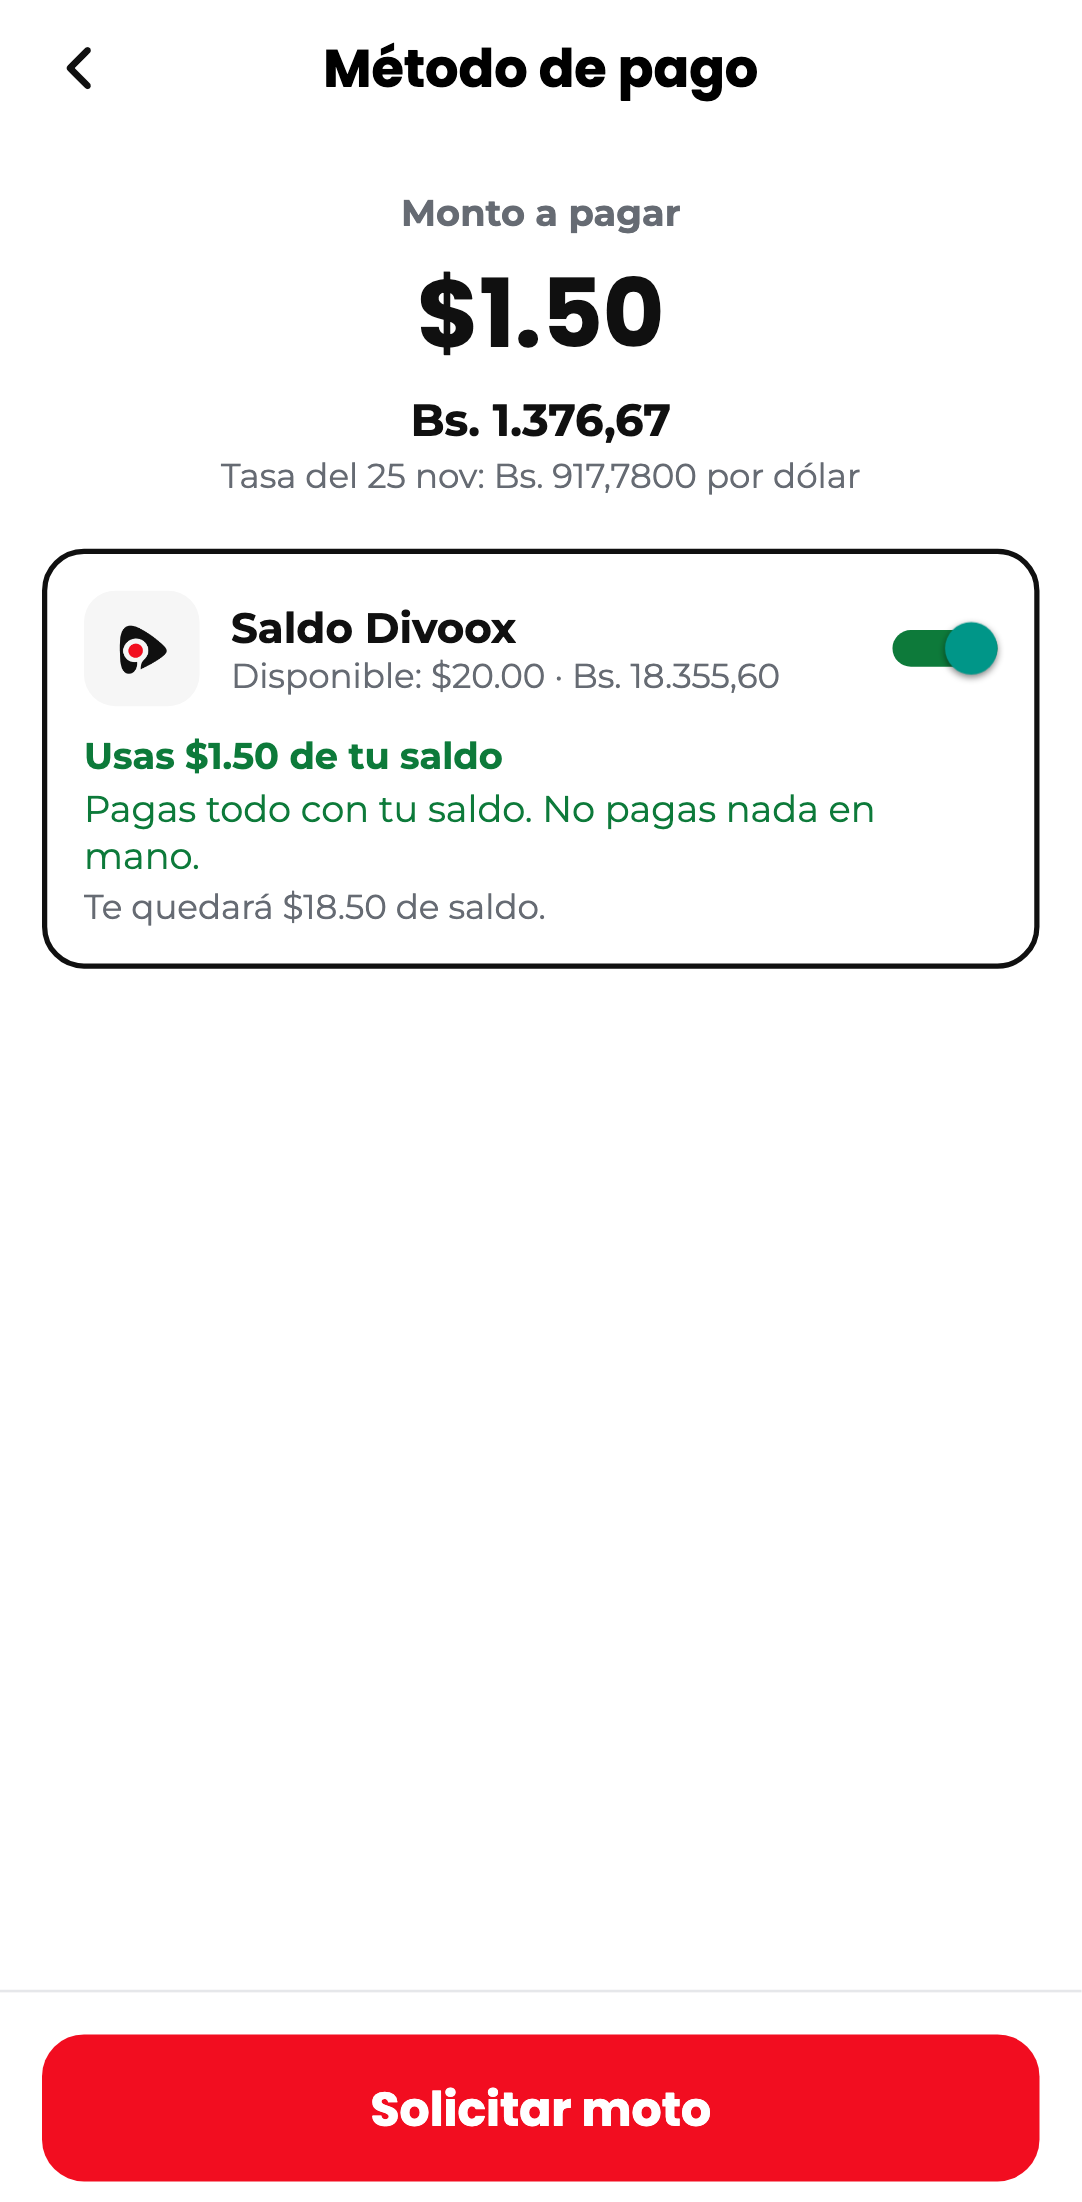 Método de pago
Monto a pagar
$1.50
Bs. 1.376,67
Tasa del 25 nov: Bs. 917,7800 por dólar
Saldo Divoox
Disponible: $20.00 · Bs. 18.355,60
Usas $1.50 de tu saldo
Pagas todo con tu saldo. No pagas nada en
mano.
Te quedará $18.50 de saldo.
Solicitar moto